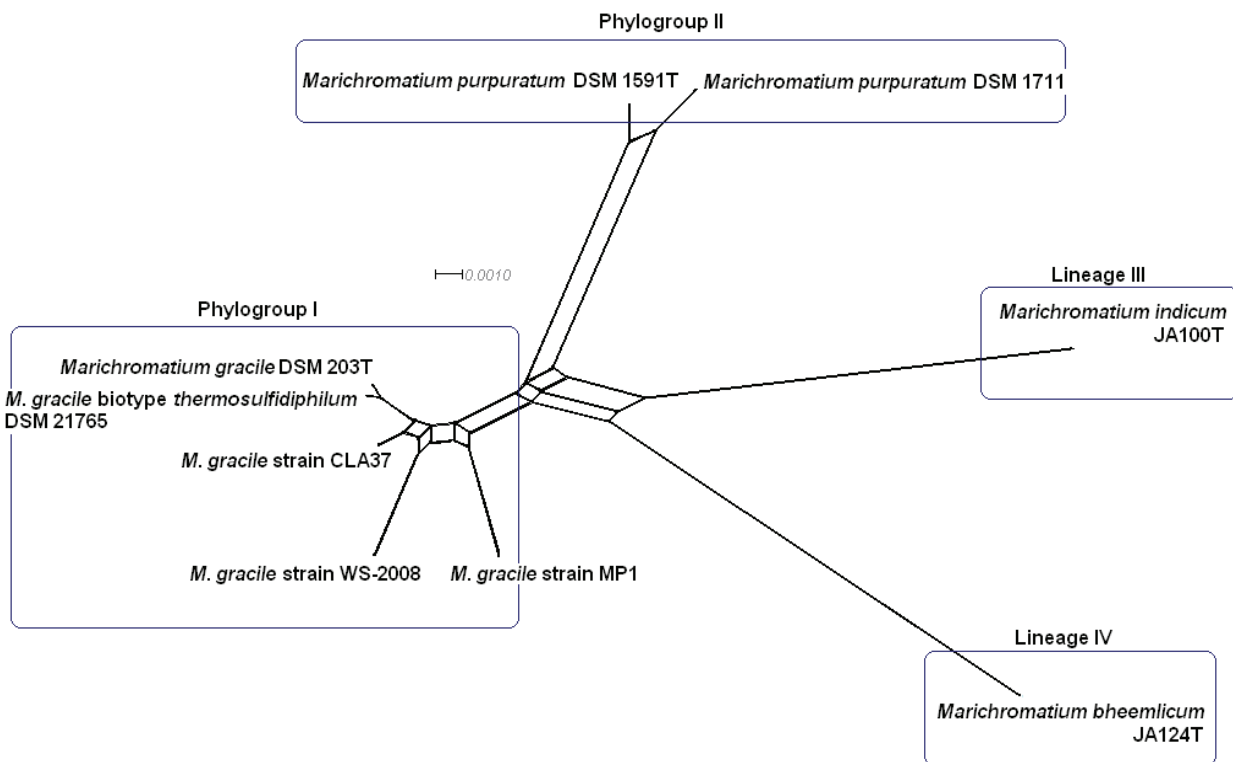 Phylogroup II
Marichromatium purpuratum DSM 1591T
Marichromatium purpuratum DSM 1711
0.0010
Lineage III
Marichromatium indicum
JA100T
Phylogroup I
Marichromatium gracile DSM 203T
M. gracile biotype thermosulfidiphilum
DSM 21765
M. gracile strain CLA37
M. gracile strain WS-2008
M. gracile strain MP1
Lineage IV
Marichromatium bheemlicum
JA124T